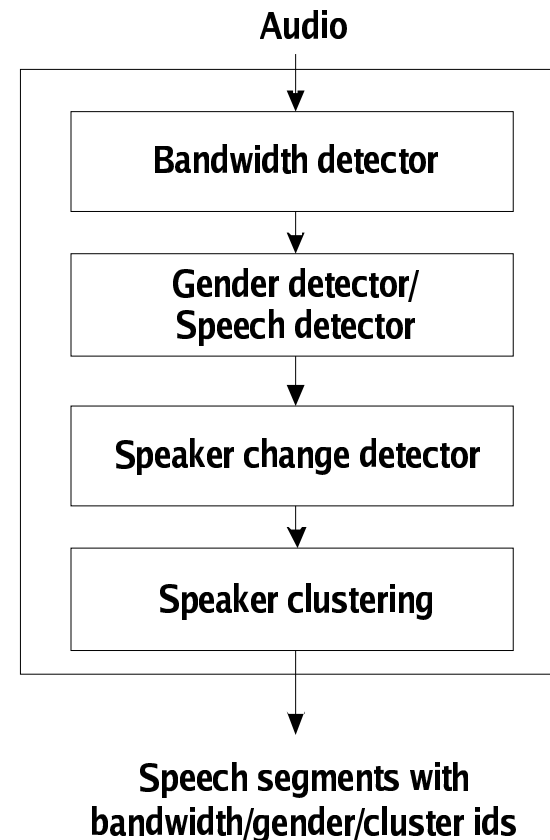 Audio
Bandwidth detector
Gender detector/
Speech detector
Speaker change detector
Speaker clustering
Speech segments with
bandwidth/gender/cluster ids